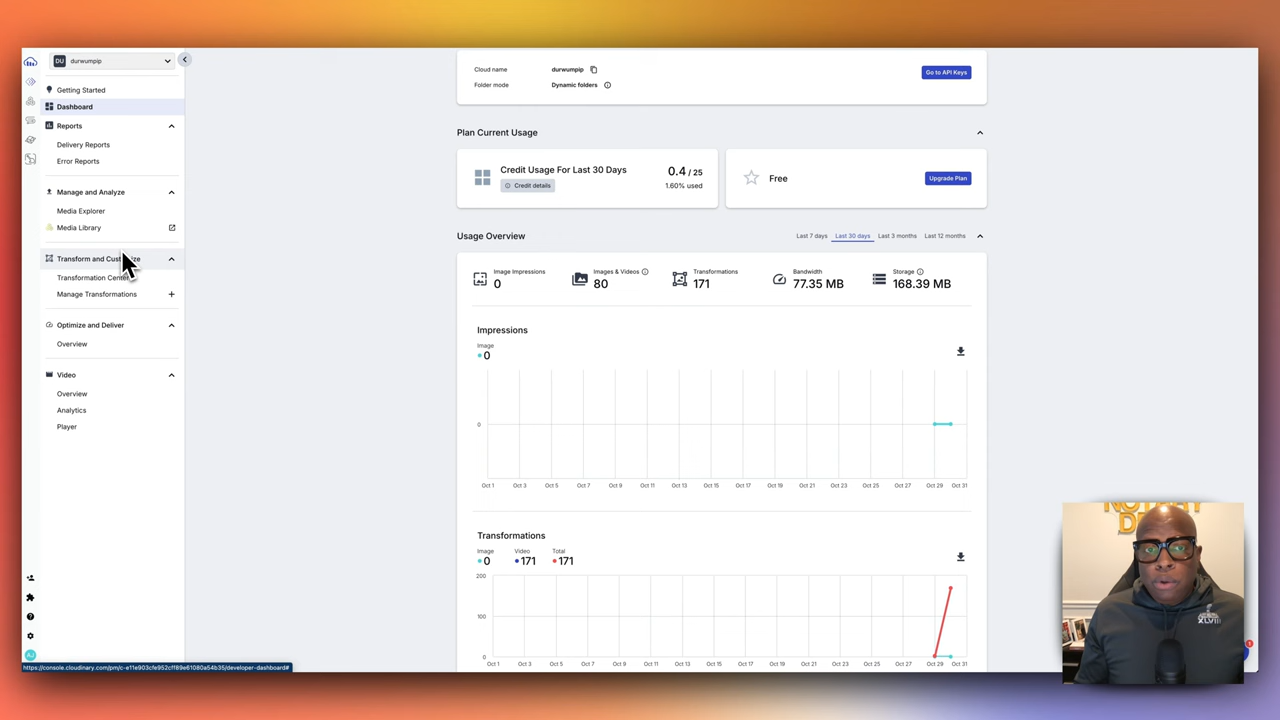 DU durwumpip
Getting Started
Dashboard
Reports
Delivery Reports
Error Reports
Manage and Analyze
Media Explorer
Media Library
Transform and Customize
Transformation Center
Manage Transformations
Optimize and Deliver
Overview
Video
Overview
Analytics
Player
AJ
https://console.cloudinary.com/pm/c-e11e903cfe952cff89e61080a54b35/developer-dashboard#
Cloud name durwumpip
Go to API Keys
Folder mode Dynamic folders
Plan Current Usage
Credit Usage For Last 30 Days
Credit details
0.4 / 25
1.60% used
Free
Upgrade Plan
Usage Overview
Last 7 days Last 30 days Last 3 months Last 12 months
Image Impressions Images & Videos Transformations Bandwidth Storage
0 80 171 77.35 MB 168.39 MB
Impressions
Image
0
0
Oct 1 Oct 3 Oct 5 Oct 7 Oct 9 Oct 11 Oct 13 Oct 15 Oct 17 Oct 19 Oct 21 Oct 23 Oct 25 Oct 27 Oct 29 Oct 31
Transformations
Image Video Total
0 171 171
200
100
0
Oct 1 Oct 3 Oct 5 Oct 7 Oct 9 Oct 11 Oct 13 Oct 15 Oct 17 Oct 19 Oct 21 Oct 23 Oct 25 Oct 27 Oct 29 Oct 31
XLVIII
1